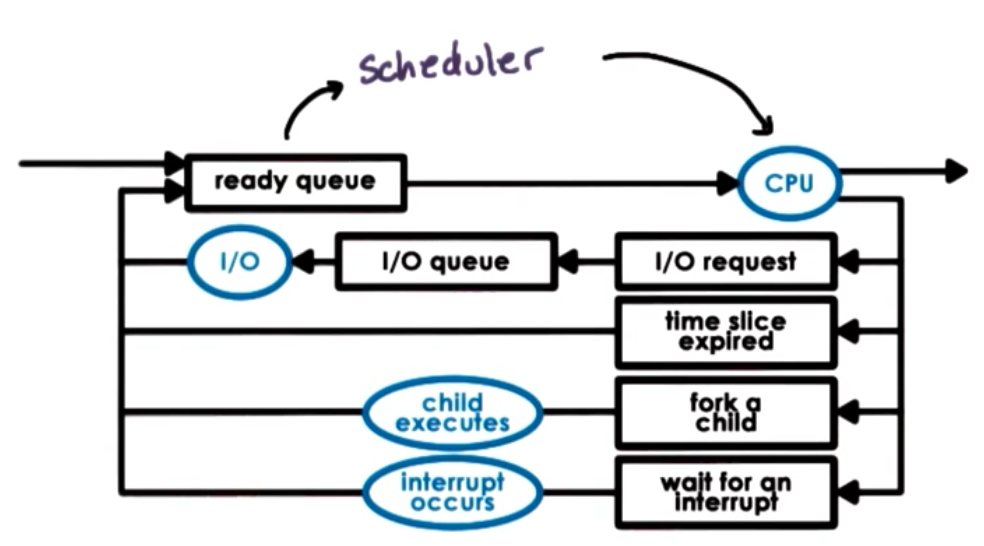 scheduler
ready queue
CPU
I/O
I/O queue
I/O request
time slice
expired
child
executes
fork a
child
interrupt
occurs
wait for an
interrupt